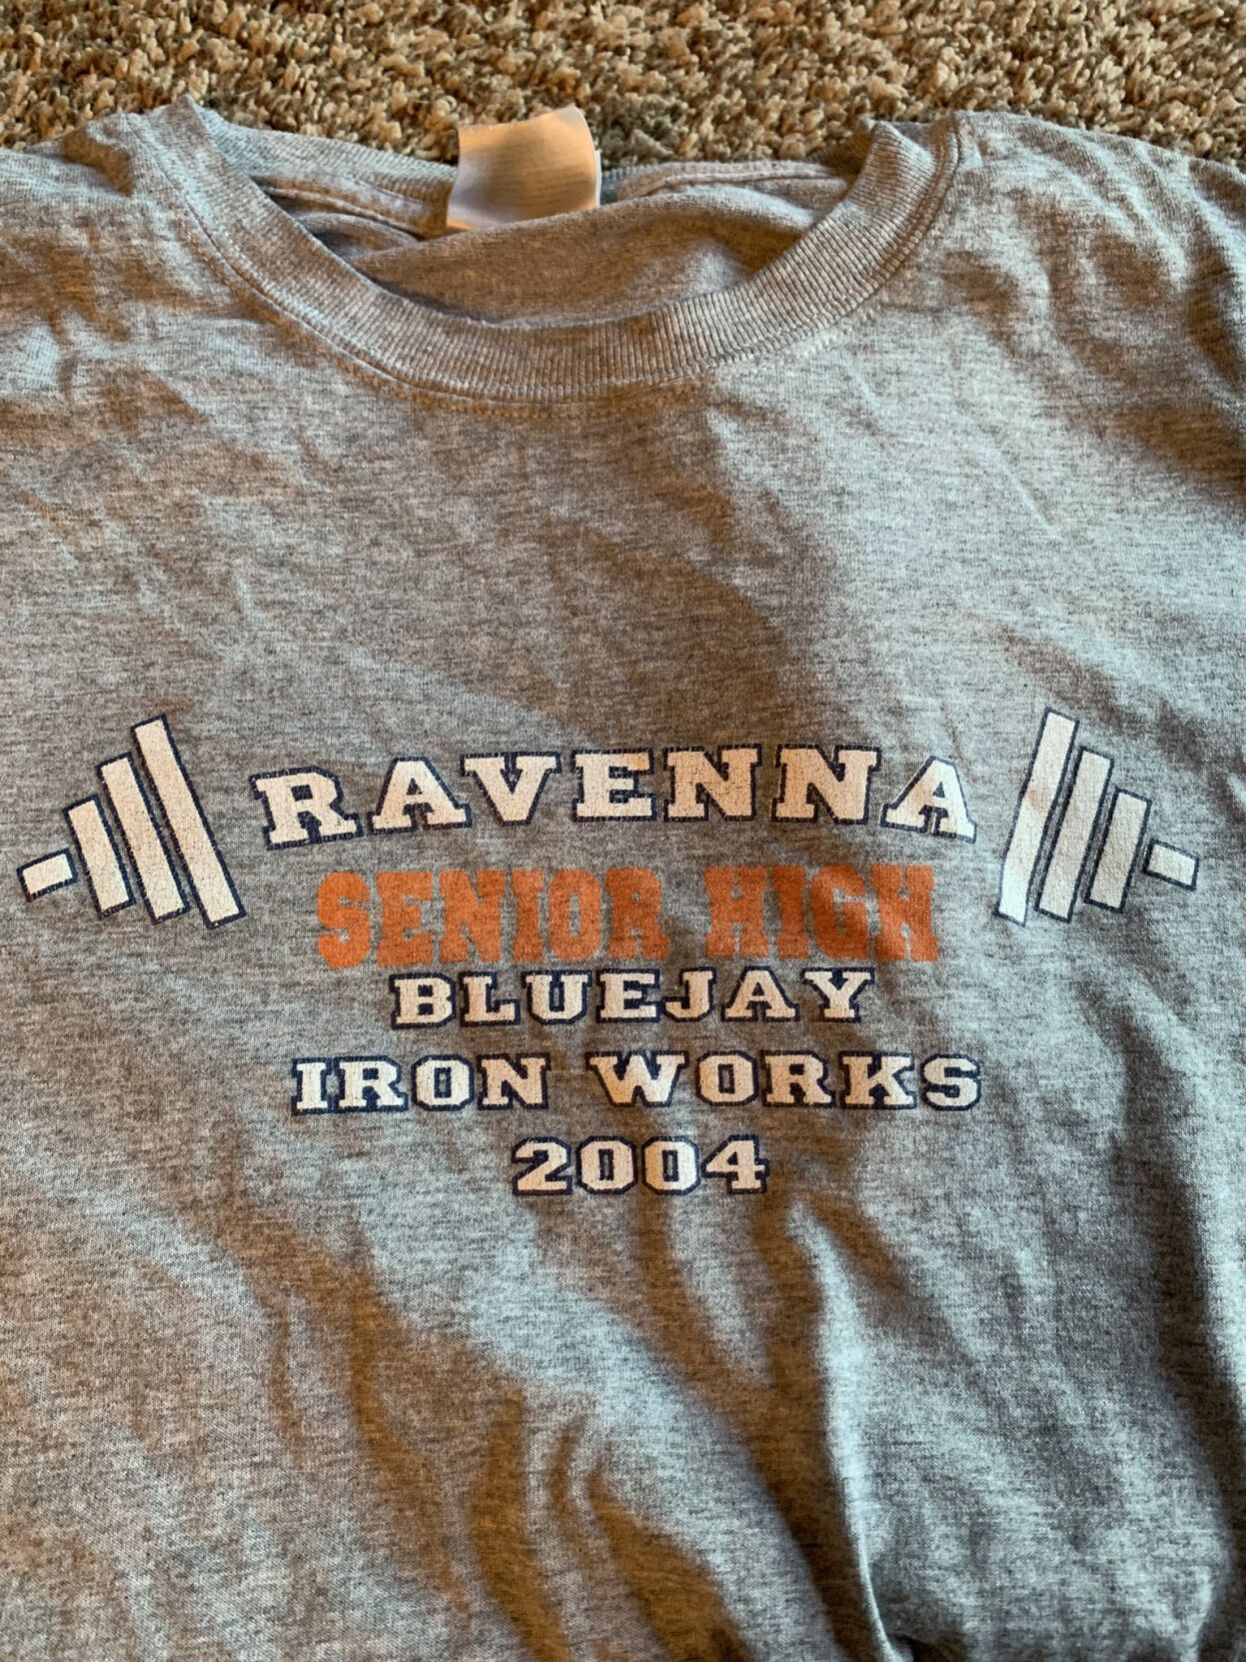 RAVENNA
SENIOR HIGH
BLUEJAY
IRON WORKS
2004